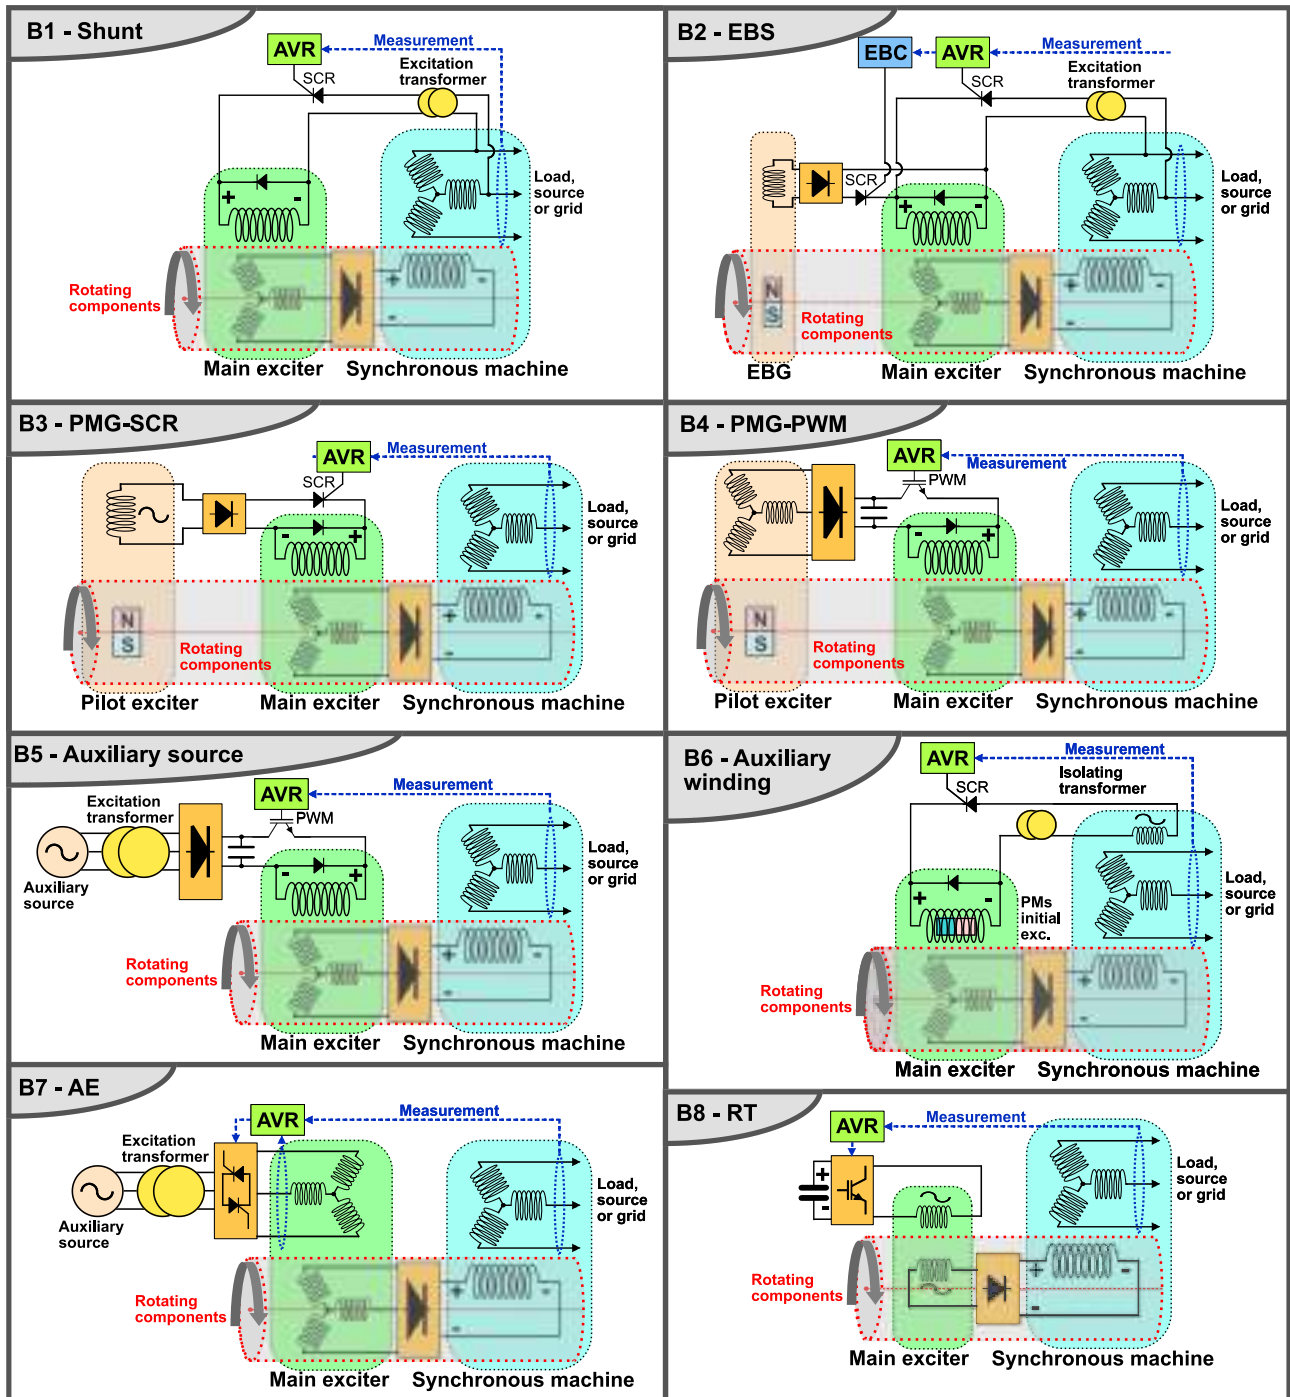 B1 - Shunt
AVR
Measurement
SCR
Excitation
transformer
+
-
Load,
source
or grid
Rotating
components
+
-
Main exciter
Synchronous machine
B2 - EBS
EBC
AVR
Measurement
SCR
Excitation
transformer
SCR
+
-
Load,
source
or grid
N
S
Rotating
components
+
-
EBG
Main exciter
Synchronous machine
B3 - PMG-SCR
AVR
Measurement
SCR
-
+
Load,
source
or grid
N
S
Rotating
components
+
-
Pilot exciter
Main exciter
Synchronous machine
B4 - PMG-PWM
AVR
Measurement
PWM
-
+
Load,
source
or grid
N
S
Rotating
components
+
-
Pilot exciter
Main exciter
Synchronous machine
B5 - Auxiliary source
Excitation
transformer
AVR
Measurement
PWM
Auxiliary
source
-
+
Load,
source
or grid
Rotating
components
+
-
Main exciter
Synchronous machine
B6 - Auxiliary
winding
AVR
Measurement
SCR
Isolating
transformer
+
-
PMs
initial
exc.
Load,
source
or grid
Rotating
components
+
-
Main exciter
Synchronous machine
B7 - AE
AVR
Measurement
Excitation
transformer
Auxiliary
source
Load,
source
or grid
Rotating
components
+
-
Main exciter
Synchronous machine
B8 - RT
AVR
Measurement
+
-
Load,
source
or grid
Rotating
components
+
-
Main exciter
Synchronous machine